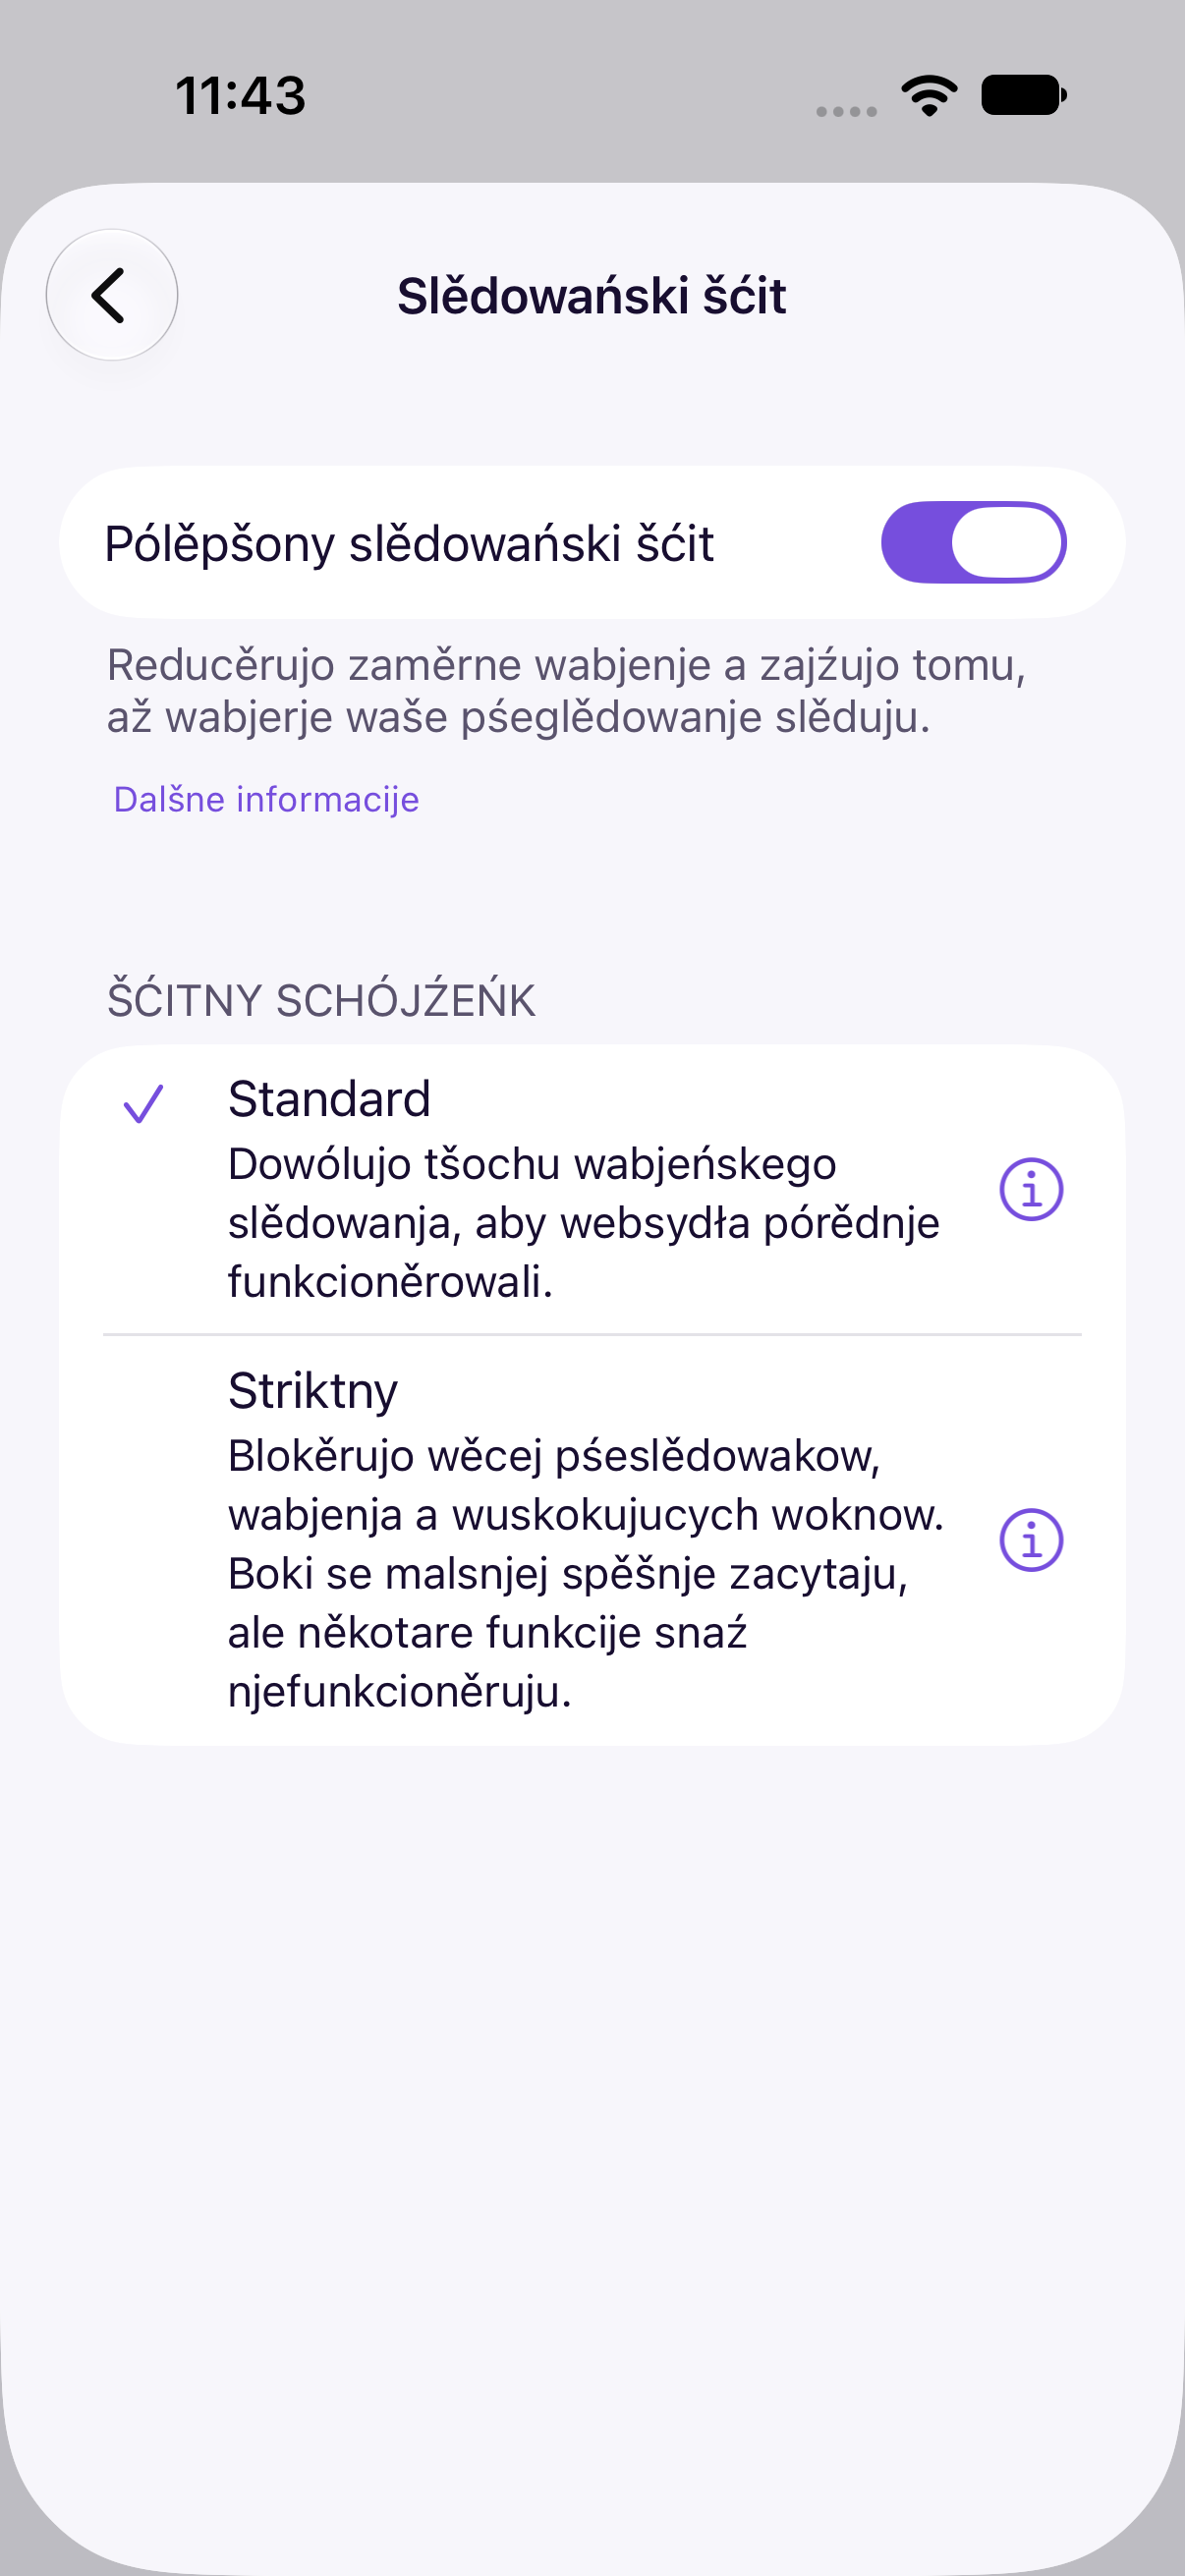 11:43
Slědowański šćit
Pólěpšony slědowański šćit
Reducěrujo zaměrne wabjenje a zajźujo tomu,
až wabjerje waše pśeglědowanje slěduju.
Dalšne informacije
ŠĆITNY SCHÓJŹEŃK
Standard
Dowólujo tšochu wabjeńskego
slědowanja, aby websydła pórědnje
funkcioněrowali.
Striktny
Blokěrujo wěcej pśeslědowakow,
wabjenja a wuskokujucych woknow.
Boki se malsnjej spěšnje zacytaju,
ale někotare funkcije snaź
njefunkcioněruju.